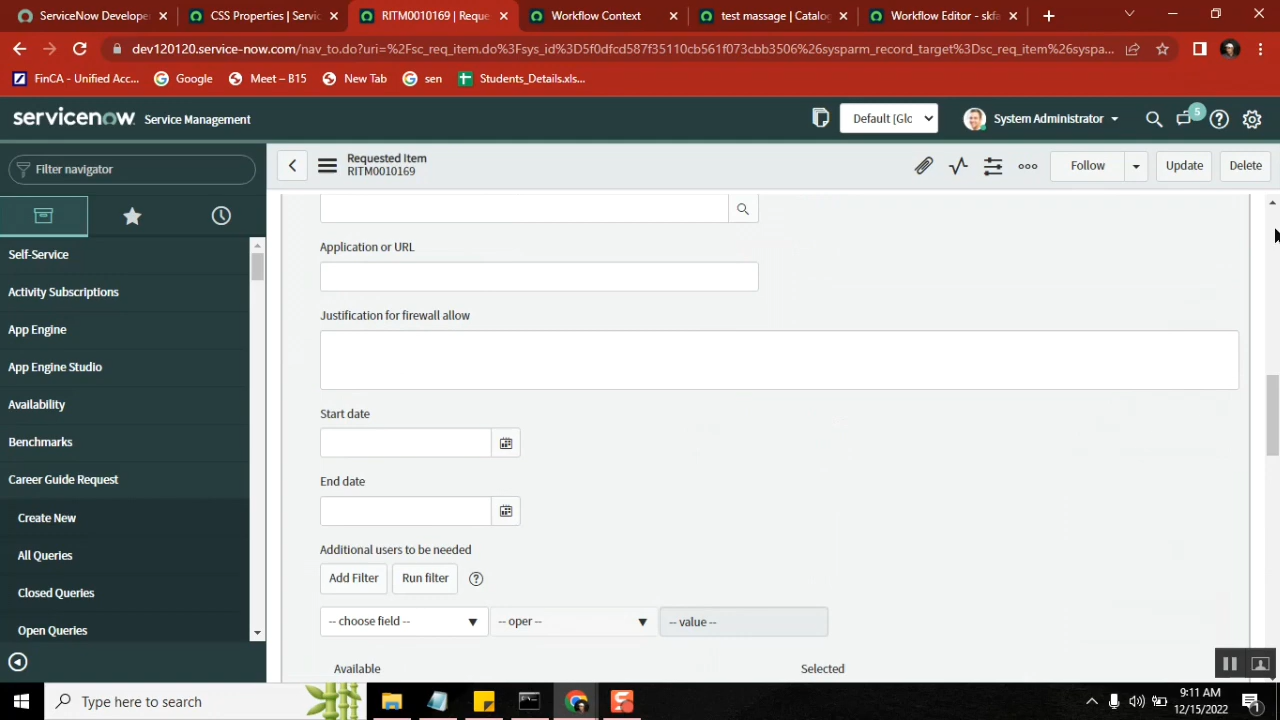 ServiceNow Develope
CSS Properties | Servic
RITM0010169 | Reque
Workflow Context
test massage | Catalog
Workflow Editor - skfa
dev120120.service-now.com/nav_to.do?uri=%2Fsc_req_item.do%3Fsys_id%3D5f0dfcd587f35110cb561f073cbb3506%26sysparm_record_target%3Dsc_req_item%26syspa...
FinCA - Unified Acc...
Google
Meet – B15
New Tab
sen
Students_Details.xls...
servicenow Service Management
Default [Glo
System Administrator
5
Filter navigator
Requested Item
RITM0010169
Follow
Update
Delete
Self-Service
Activity Subscriptions
App Engine
App Engine Studio
Availability
Benchmarks
Career Guide Request
Create New
All Queries
Closed Queries
Open Queries
Application or URL
Justification for firewall allow
Start date
End date
Additional users to be needed
Add Filter
Run filter
-- choose field --
-- oper --
-- value --
Available
Selected
Type here to search
9:11 AM
12/15/2022
1